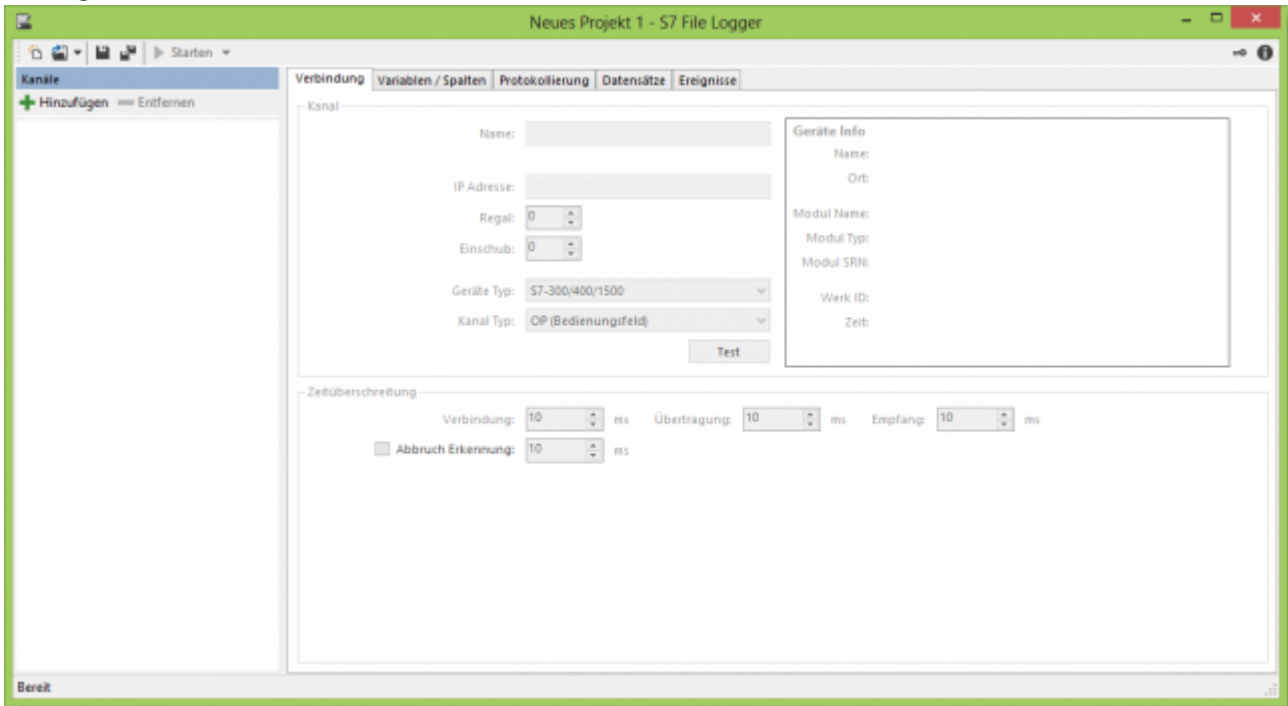 Neues Projekt 1 - S7 File Logger
Starten
Kanäle
Hinzufügen Entfernen
Verbindung Variablen / Spalten Protokollierung Datensätze Ereignisse
Kanal
Name:
IP Adresse:
Regal: 0
Einschub: 0
Geräte Typ: S7-300/400/1500
Kanal Typ: OP (Bedienungsfeld)
Test
Geräte Info
Name:
Ort:
Modul Name:
Modul Typ:
Modul SRN:
Werk ID:
Zeit:
Zeitüberschreitung
Verbindung: 10 ms Übertragung: 10 ms Empfang: 10 ms
Abbruch Erkennung: 10 ms
Bereit